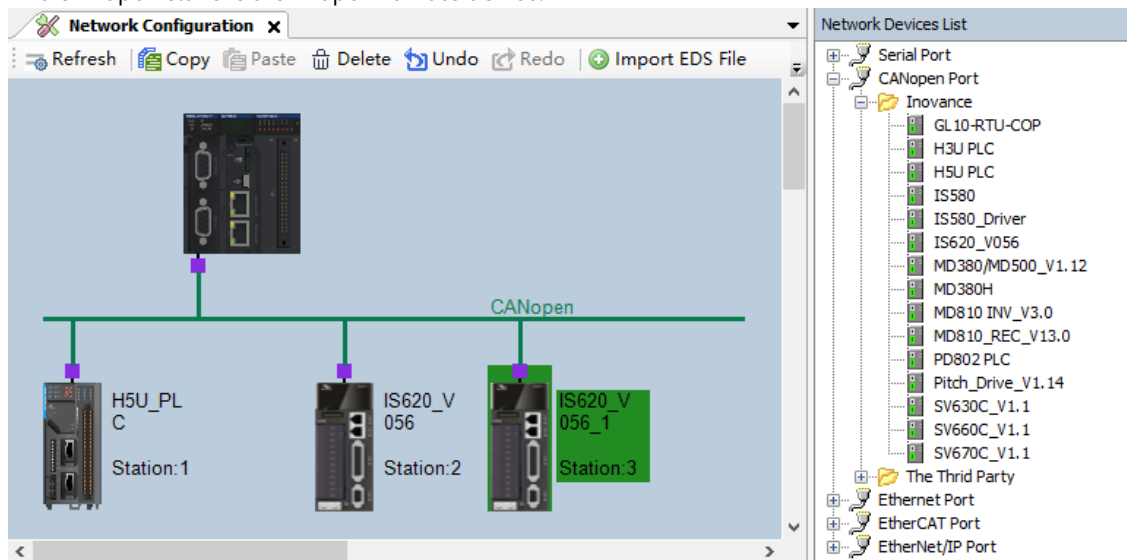 Network Configuration
Refresh Copy Paste Delete Undo Redo Import EDS File
CANopen
H5U_PL
C
Station:1
IS620_V
056
Station:2
IS620_V
056_1
Station:3
Network Devices List
Serial Port
CANopen Port
Inovance
GL10-RTU-COP
H3U PLC
H5U PLC
IS580
IS580_Driver
IS620_V056
MD380/MD500_V1.12
MD380H
MD810 INV_V3.0
MD810_REC_V13.0
PD802 PLC
Pitch_Drive_V1.14
SV630C_V1.1
SV660C_V1.1
SV670C_V1.1
The Thrid Party
Ethernet Port
EtherCAT Port
EtherNet/IP Port